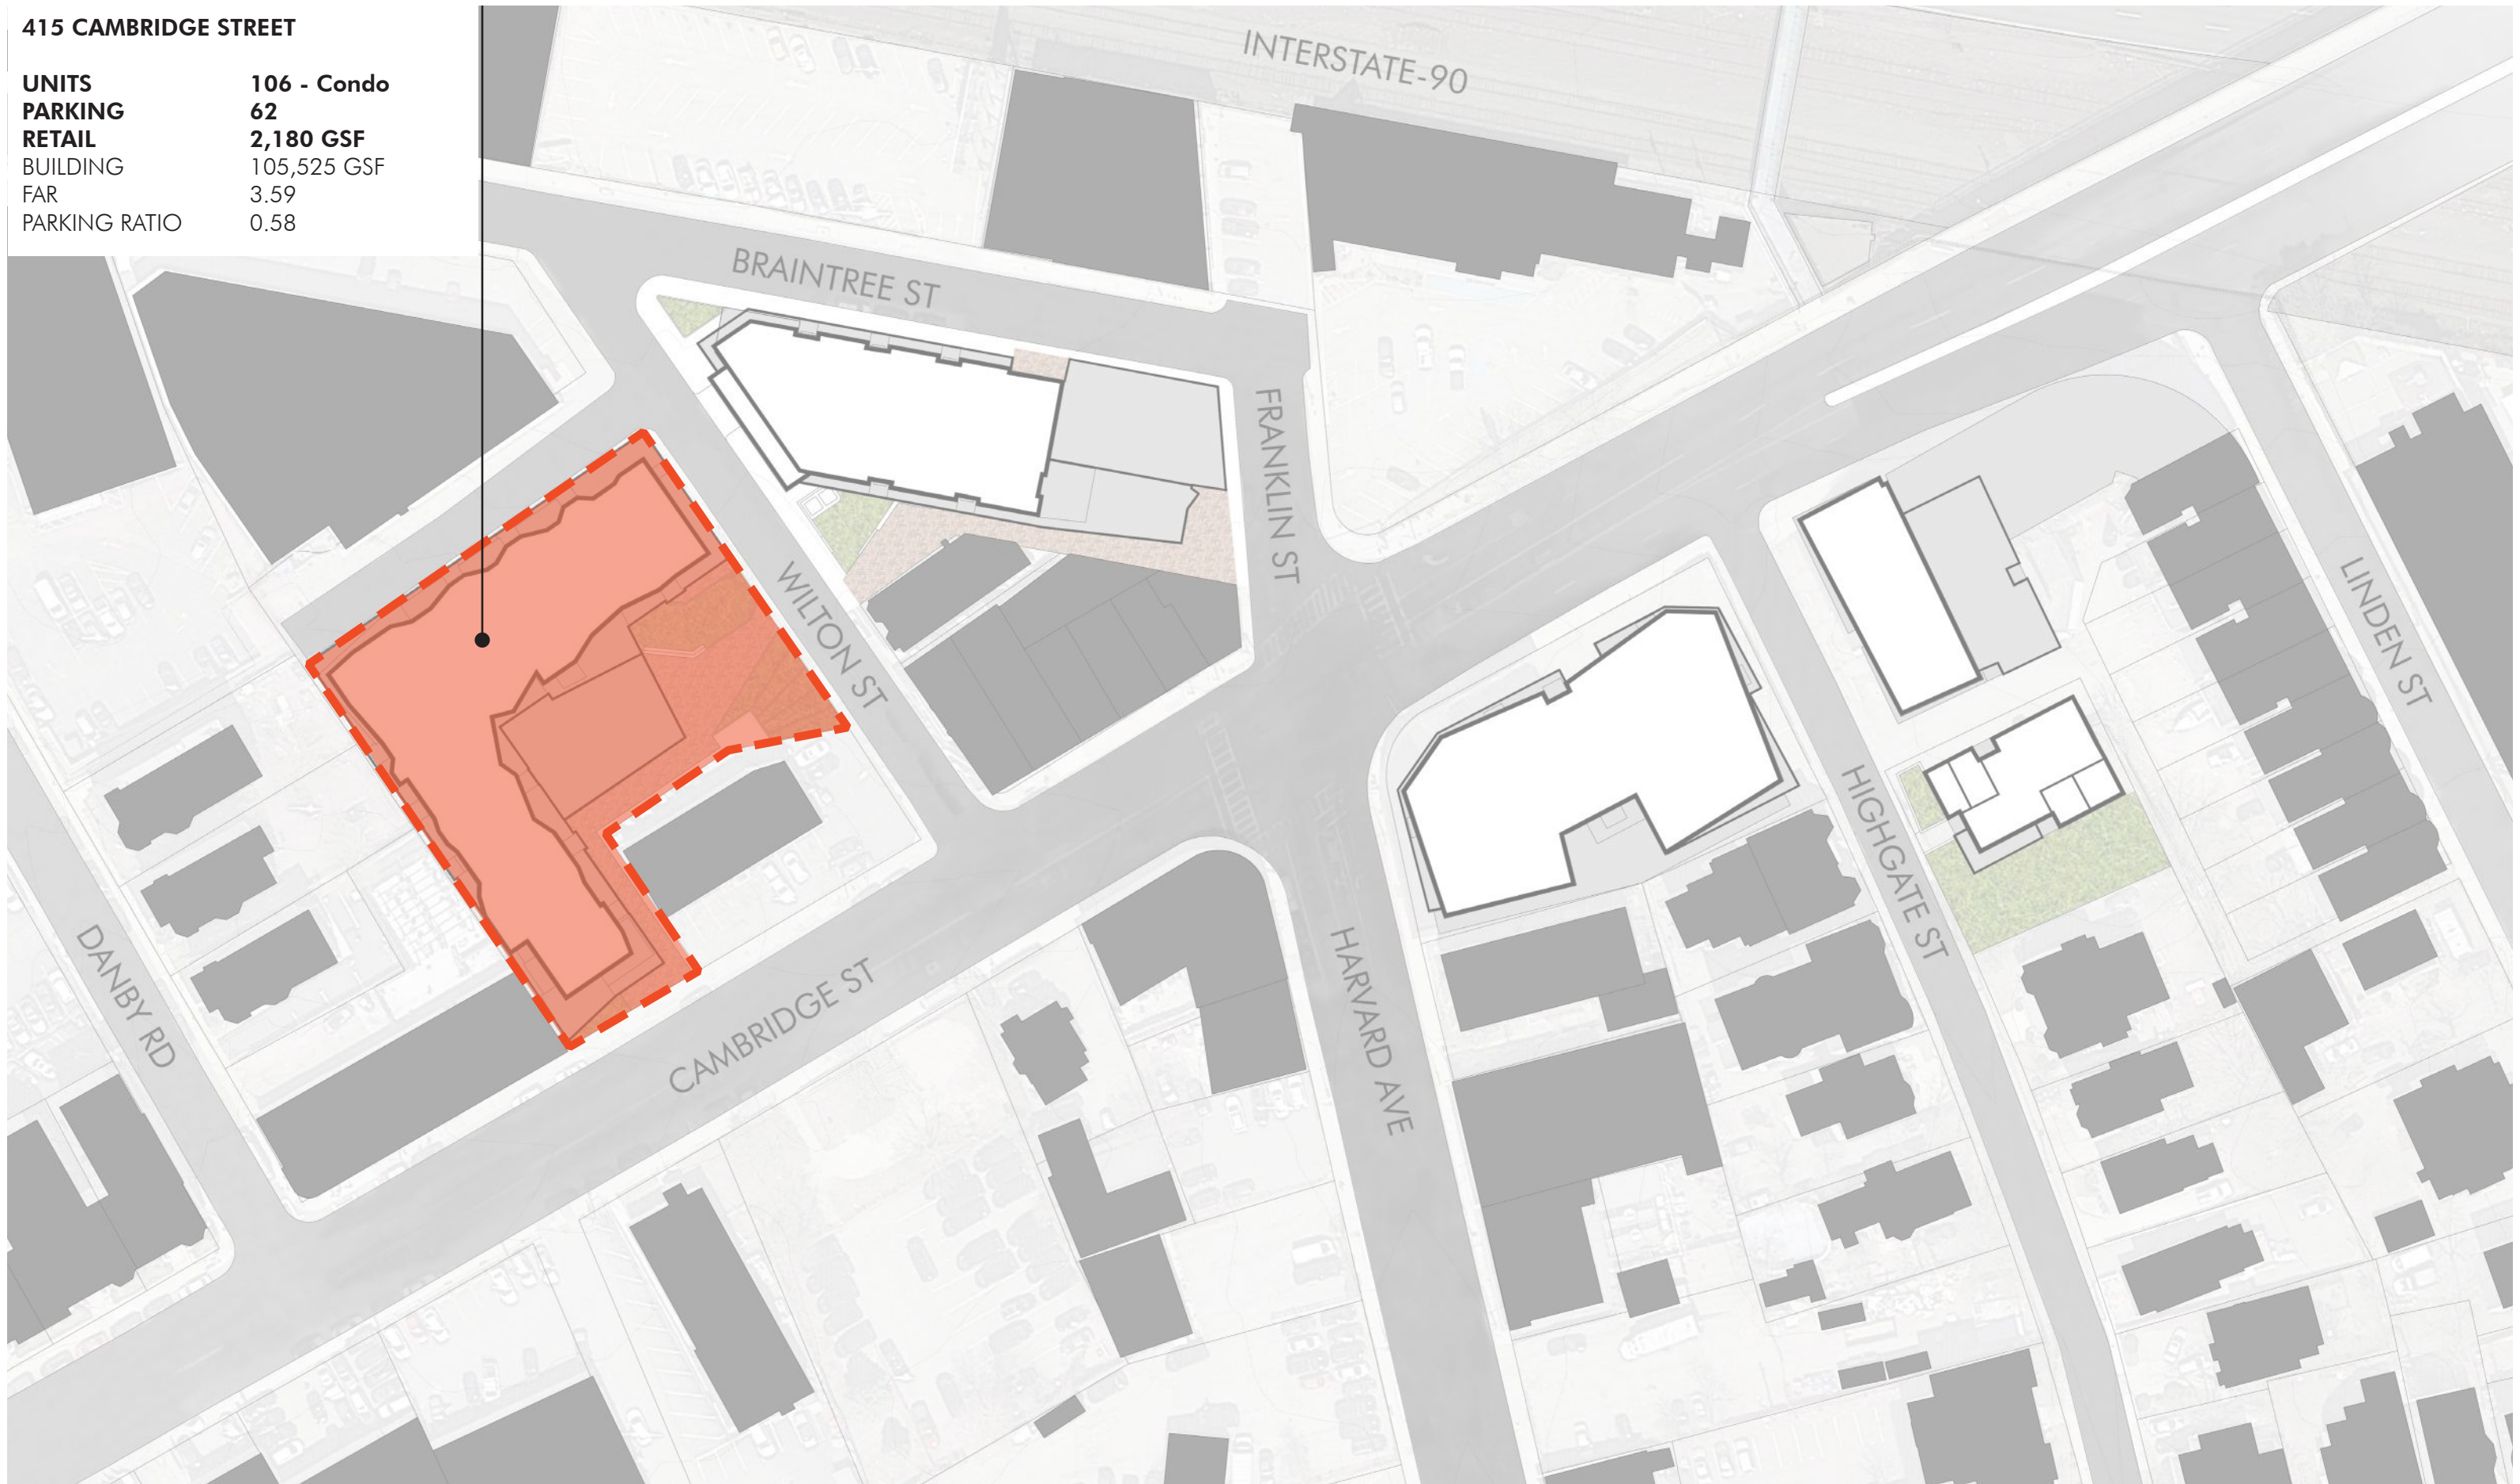 415 CAMBRIDGE STREET
UNITS 106 - Condo
PARKING 62
RETAIL 2,180 GSF
BUILDING 105,525 GSF
FAR 3.59
PARKING RATIO 0.58
INTERSTATE-90
BRAINTREE ST
FRANKLIN ST
WILTON ST
LINDEN ST
HIGHGATE ST
DANBY RD
CAMBRIDGE ST
HARVARD AVE